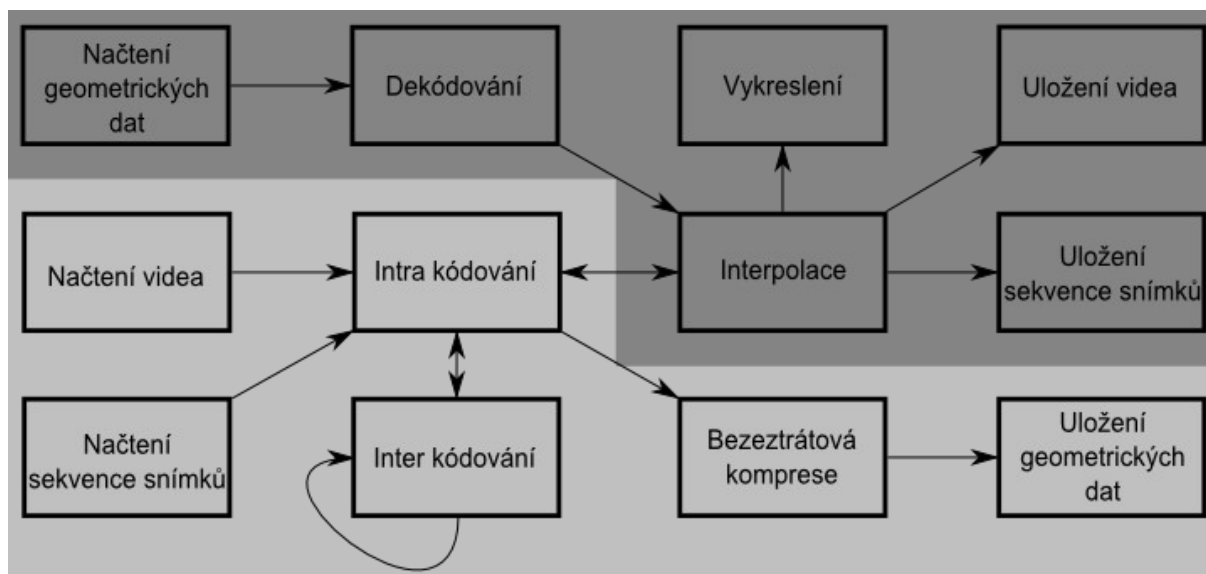 Načtení
geometrických
dat
Dekódování
Vykreslení
Uložení videa
Načtení videa
Intra kódování
Interpolace
Uložení
sekvence snímků
Načtení
sekvence snímků
Inter kódování
Bezeztrátová
komprese
Uložení
geometrických
dat